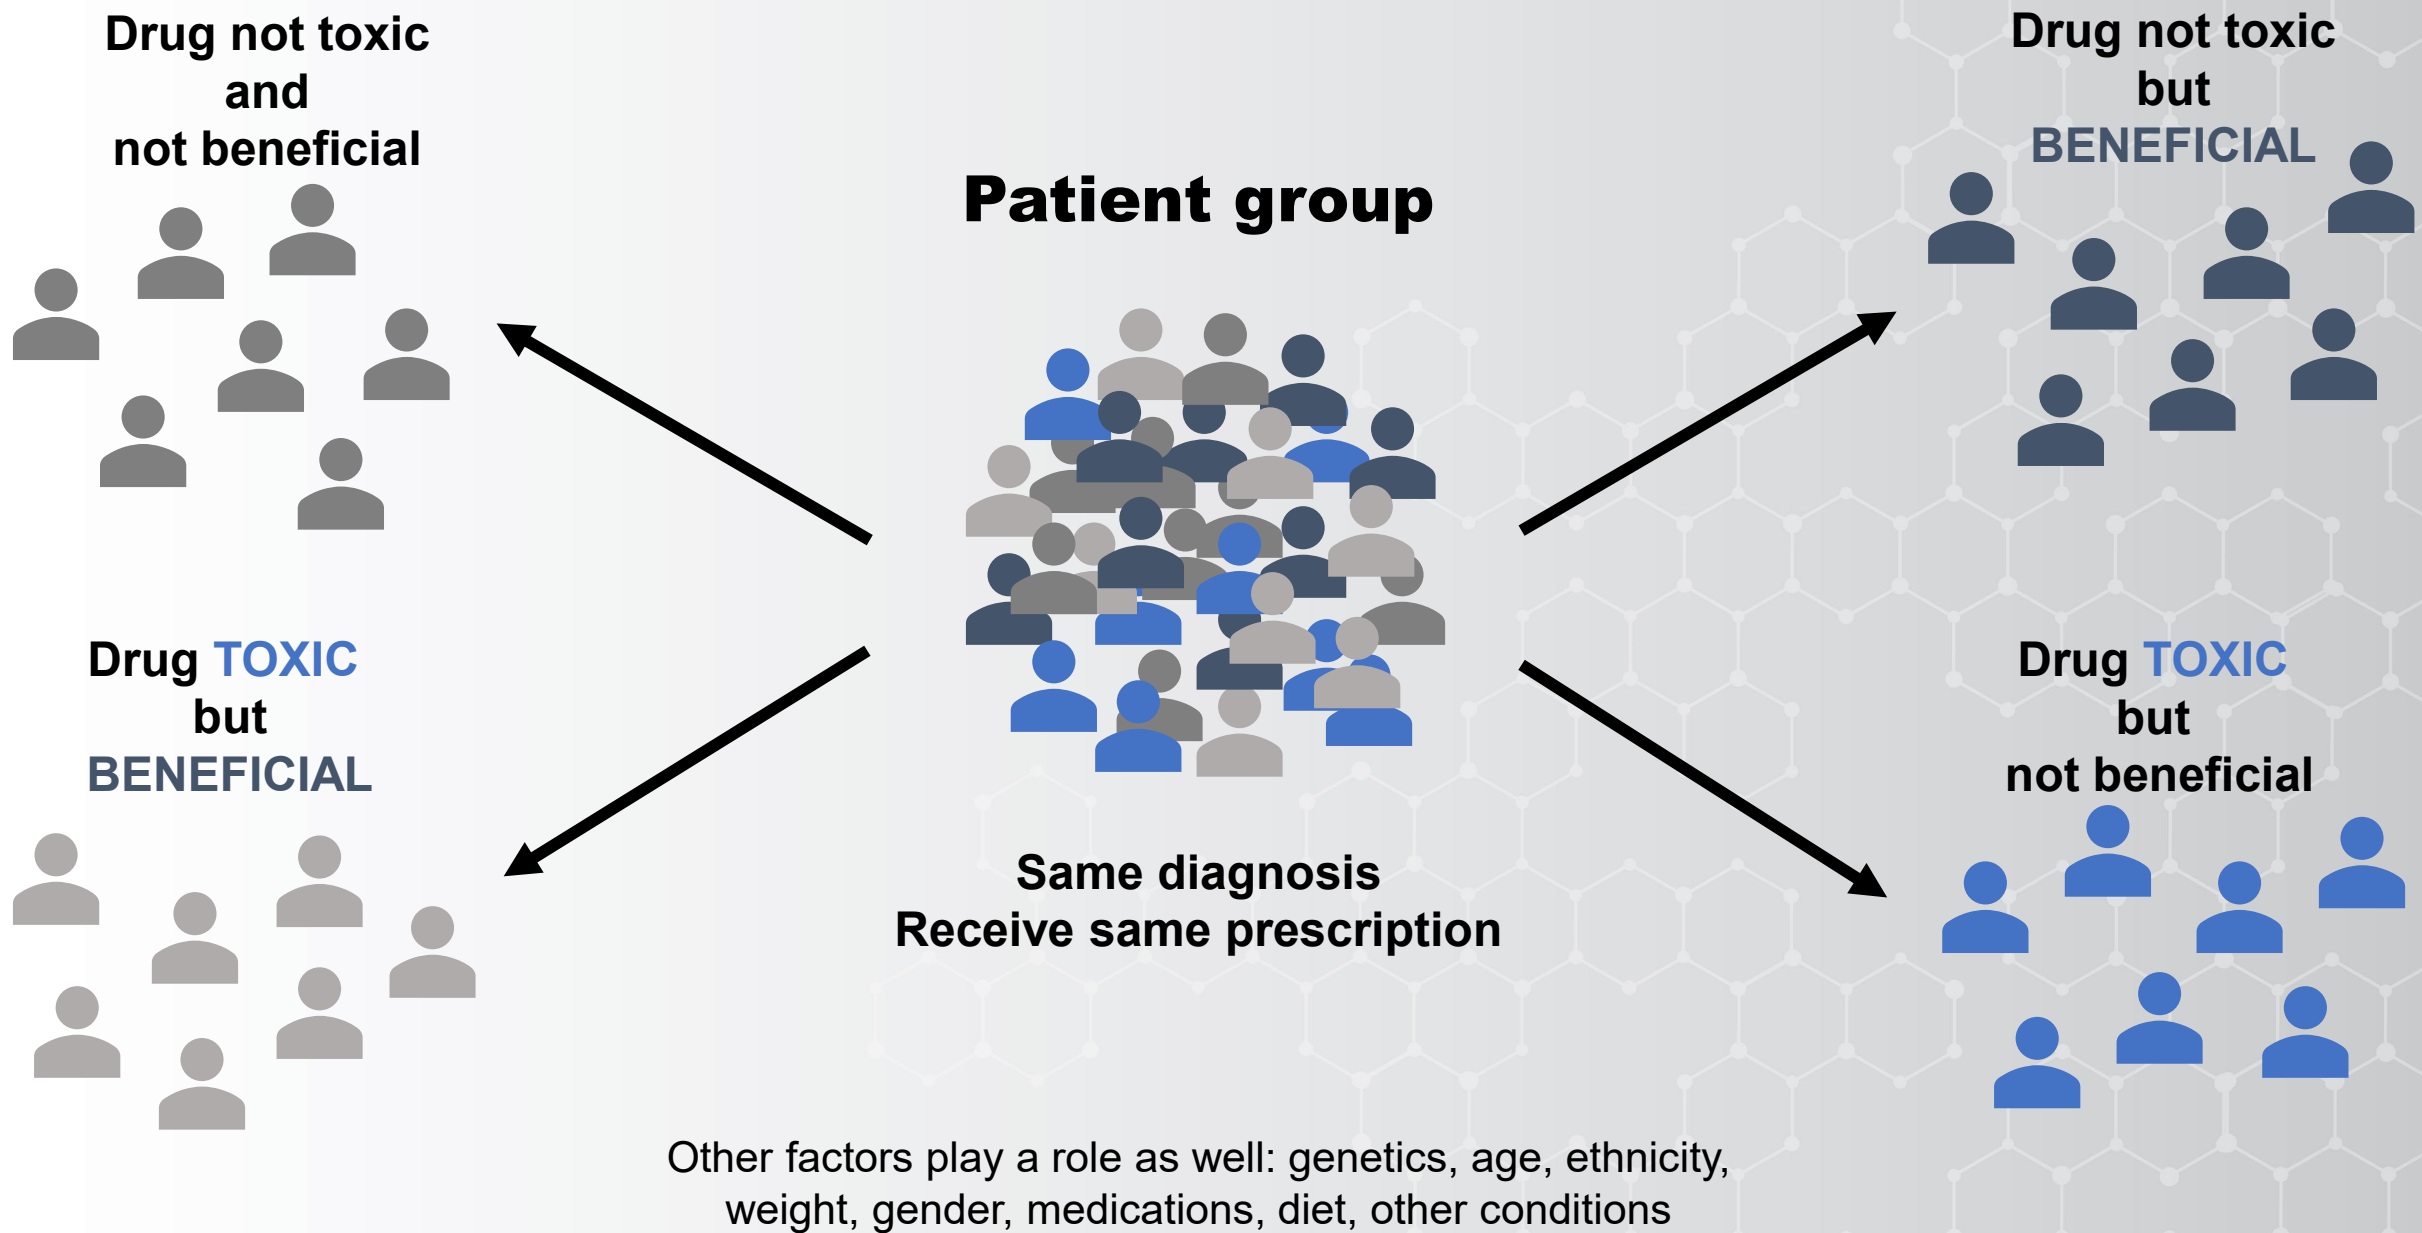 Drug not toxic
and
not beneficial
Patient group
Drug not toxic
but
BENEFICIAL
Drug TOXIC
but
BENEFICIAL
Drug TOXIC
but
not beneficial
Same diagnosis
Receive same prescription
Other factors play a role as well: genetics, age, ethnicity,
weight, gender, medications, diet, other conditions